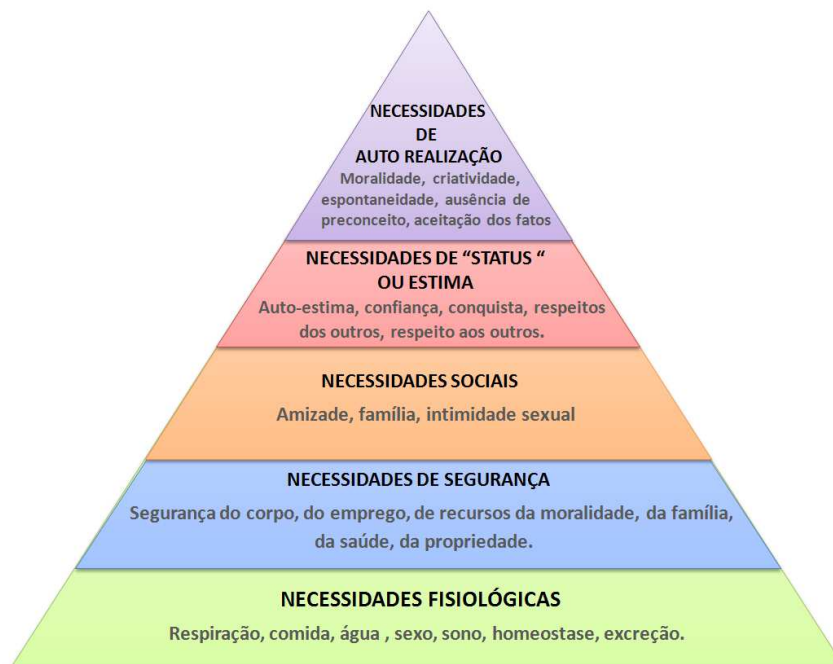 NECESSIDADES
DE
AUTO REALIZAÇÃO
Moralidade, criatividade,
espontaneidade, ausência de
preconceito, aceitação dos fatos
NECESSIDADES DE “STATUS “
OU ESTIMA
Auto-estima, confiança, conquista, respeitos
dos outros, respeito aos outros.
NECESSIDADES SOCIAIS
Amizade, família, intimidade sexual
NECESSIDADES DE SEGURANÇA
Segurança do corpo, do emprego, de recursos da moralidade, da família,
da saúde, da propriedade.
NECESSIDADES FISIOLÓGICAS
Respiração, comida, água , sexo, sono, homeostase, excreção.